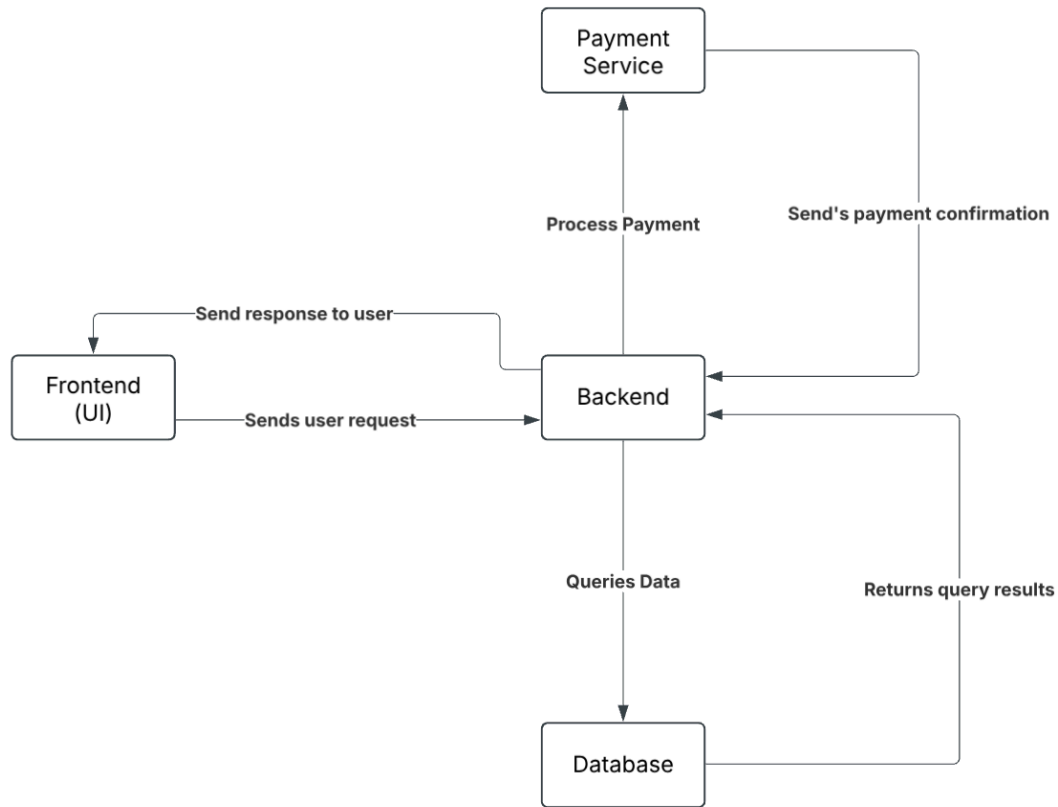 Payment
Service
Process Payment
Send's payment confirmation
Send response to user
Frontend
(UI)
Sends user request
Backend
Queries Data
Returns query results
Database